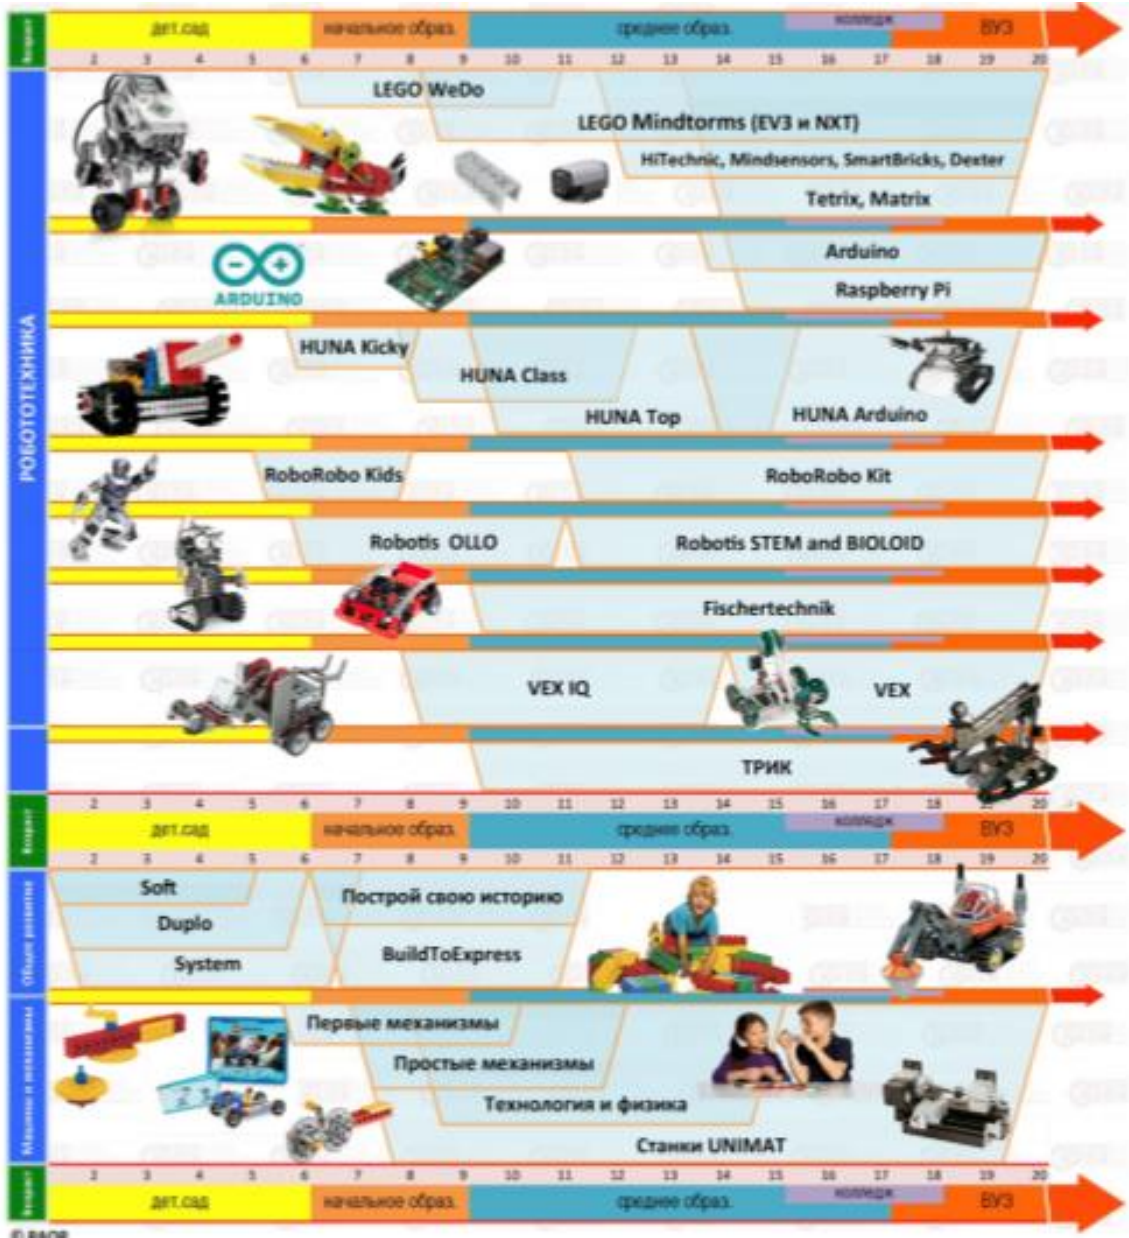 Возраст
дет.сад начальное образ. среднее образ. колледж ВУЗ
2 3 4 5 6 7 8 9 10 11 12 13 14 15 16 17 18 19 20
РОБОТОТЕХНИКА
LEGO WeDo
LEGO Mindtorms (EV3 и NXT)
HiTechnic, Mindsensors, SmartBricks, Dexter
Tetrix, Matrix
ARDUINO
Arduino
Raspberry Pi
HUNA Kicky
HUNA Class
HUNA Top
HUNA Arduino
RoboRobo Kids
RoboRobo Kit
Robotis OLLO
Robotis STEM and BIOLOID
Fischertechnik
VEX IQ
VEX
ТРИК
Возраст
2 3 4 5 6 7 8 9 10 11 12 13 14 15 16 17 18 19 20
дет.сад начальное образ. среднее образ. колледж ВУЗ
2 3 4 5 6 7 8 9 10 11 12 13 14 15 16 17 18 19 20
Общее развитие
Soft
Duplo
System
Построй свою историю
BuildToExpress
Машины и механизмы
Первые механизмы
Простые механизмы
Технология и физика
Станки UNIMAT
Возраст
2 3 4 5 6 7 8 9 10 11 12 13 14 15 16 17 18 19 20
дет.сад начальное образ. среднее образ. колледж ВУЗ